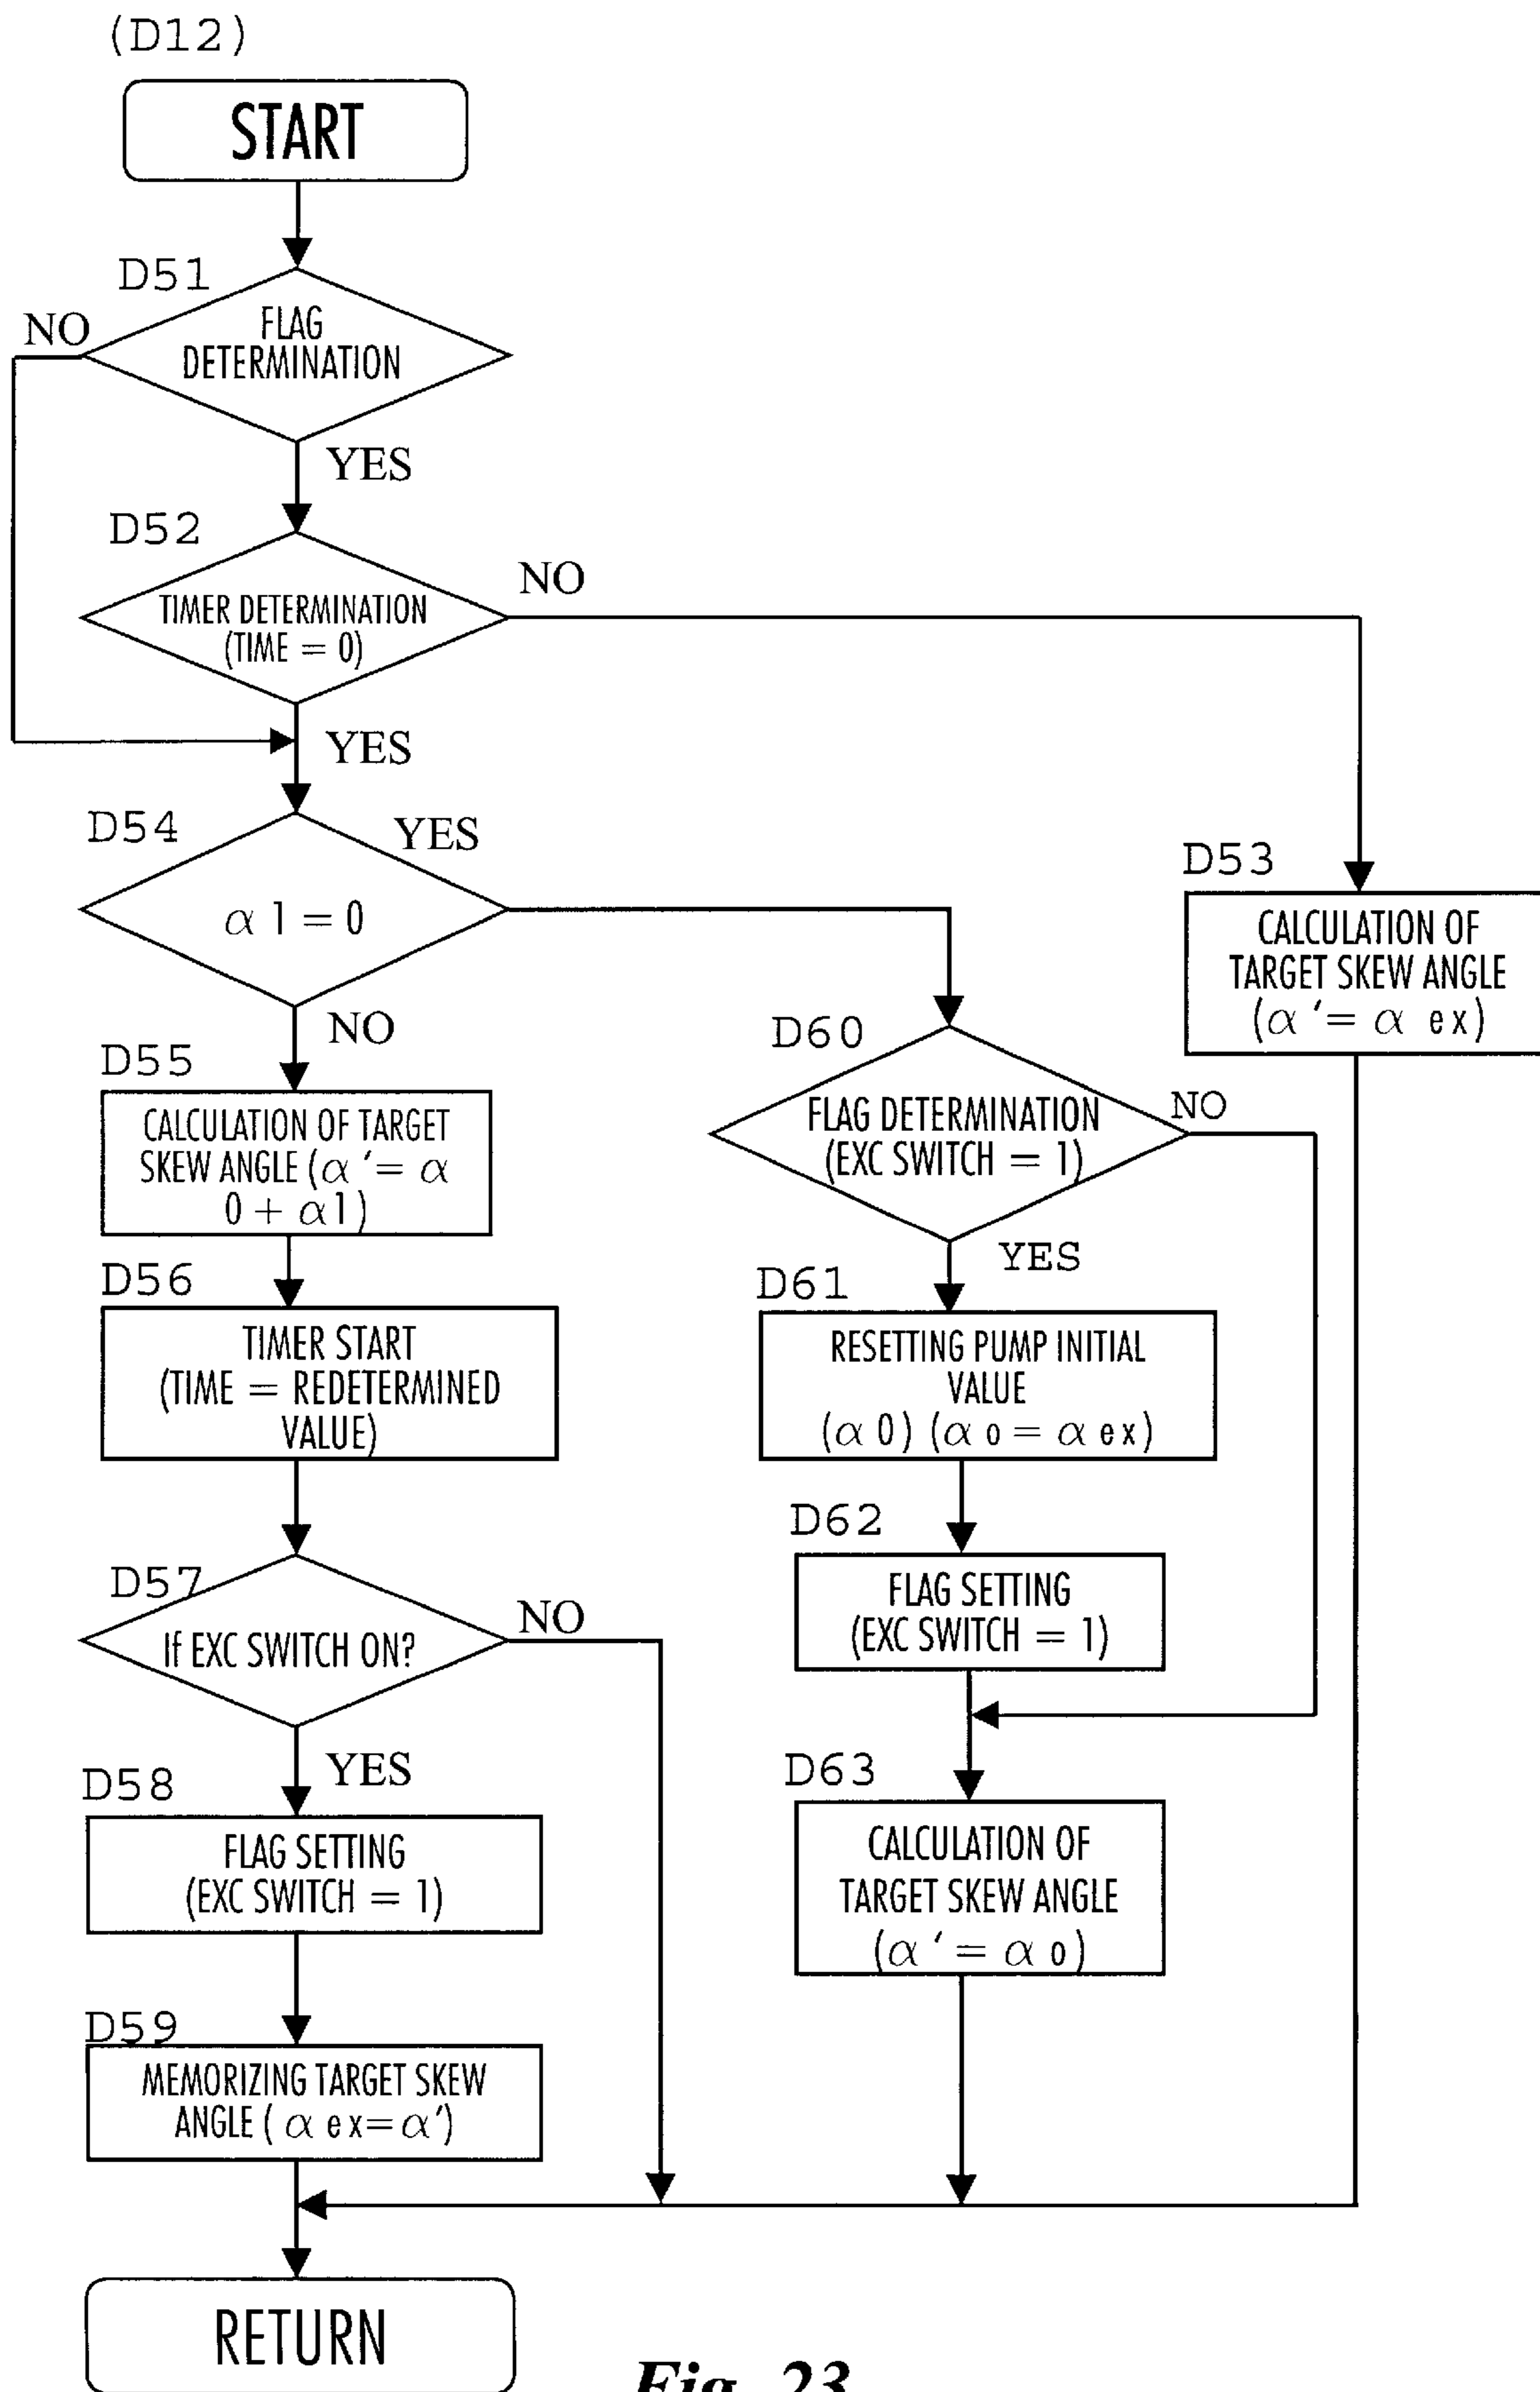 (D12)
START
D51
NO
FLAG
DETERMINATION
YES
D52
NO
TIMER DETERMINATION
(TIME = 0)
YES
D54
YES
α 1 = 0
NO
D53
CALCULATION OF
TARGET SKEW ANGLE
(α ′= α ex)
D55
CALCULATION OF TARGET
SKEW ANGLE (α ′= α
0 + α1)
D60
FLAG DETERMINATION
(EXC SWITCH = 1)
NO
YES
D56
TIMER START
(TIME = REDETERMINED
VALUE)
D61
RESETTING PUMP INITIAL
VALUE
(α 0) (α o = α ex)
D57
If EXC SWITCH ON?
NO
YES
D62
FLAG SETTING
(EXC SWITCH = 1)
D58
FLAG SETTING
(EXC SWITCH = 1)
D63
CALCULATION OF
TARGET SKEW ANGLE
(α ′ = α o)
D59
MEMORIZING TARGET SKEW
ANGLE ( α ex=α′)
RETURN
Fig. 23